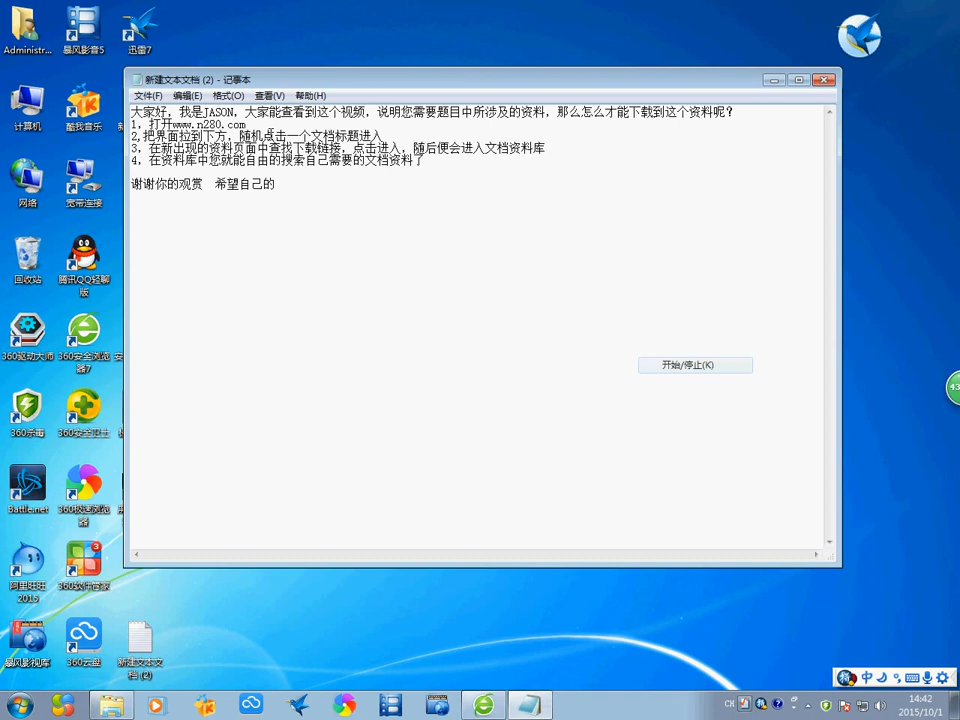 Administr...
暴风影音5
迅雷7
计算机
酷我音乐
网络
宽带连接
回收站
腾讯QQ轻聊版
360驱动大师
360安全浏览器7
360杀毒
360安全卫士
Battle.net
360极速浏览器
阿里旺旺2015
360软件管家
3
暴风影视库
360云盘
新建文本文档 (2)
新建文本文档 (2) - 记事本
文件(F) 编辑(E) 格式(O) 查看(V) 帮助(H)
大家好，我是JASON，大家能查看到这个视频，说明您需要题目中所涉及的资料，那么怎么才能下载到这个资料呢？
1，打开www.n280.com
2,把界面拉到下方，随机点击一个文档标题进入
3，在新出现的资料页面中查找下载链接，点击进入，随后便会进入文档资料库
4，在资料库中您就能自由的搜索自己需要的文档资料了
谢谢你的观赏　希望自己的
开始/停止(K)
43
中
CH
14:42
2015/10/1